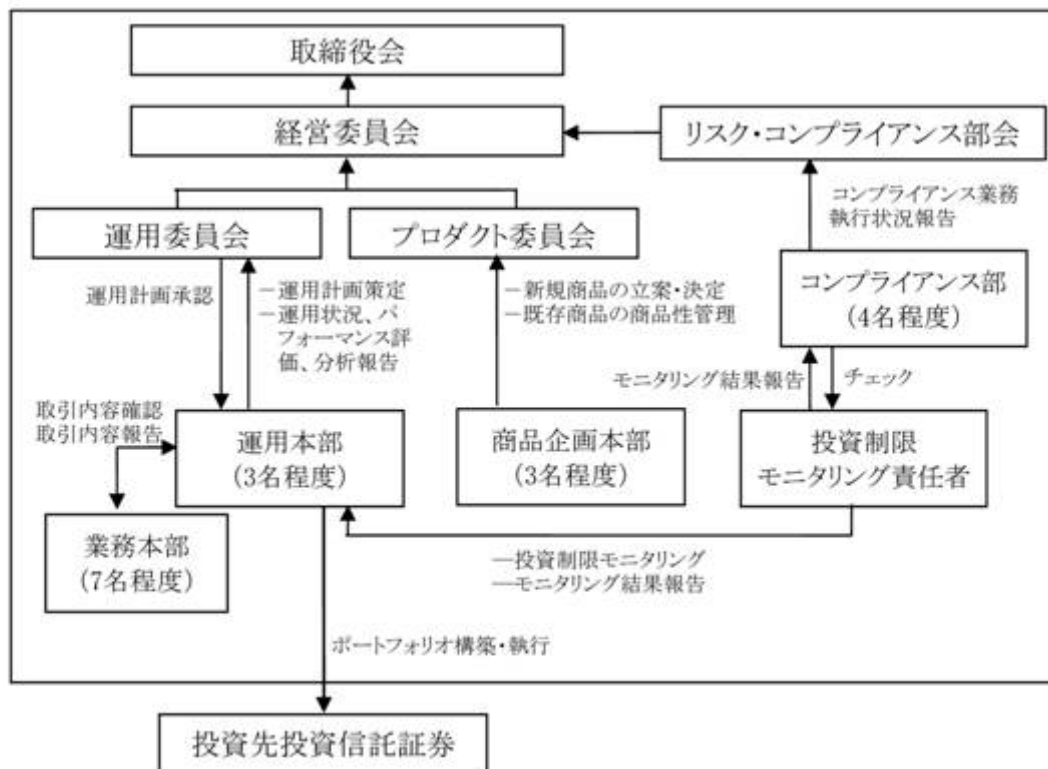 取締役会
経営委員会
リスク・コンプライアンス部会
コンプライアンス業務
執行状況報告
運用委員会
プロダクト委員会
コンプライアンス部
(4名程度)
運用計画承認
－運用計画策定
－運用状況、パ
フォーマンス評
価、分析報告
－新規商品の立案・決定
－既存商品の商品性管理
モニタリング結果報告
チェック
取引内容確認
取引内容報告
運用本部
(3名程度)
商品企画本部
(3名程度)
投資制限
モニタリング責任者
業務本部
(7名程度)
―投資制限モニタリング
―モニタリング結果報告
ポートフォリオ構築・執行
投資先投資信託証券